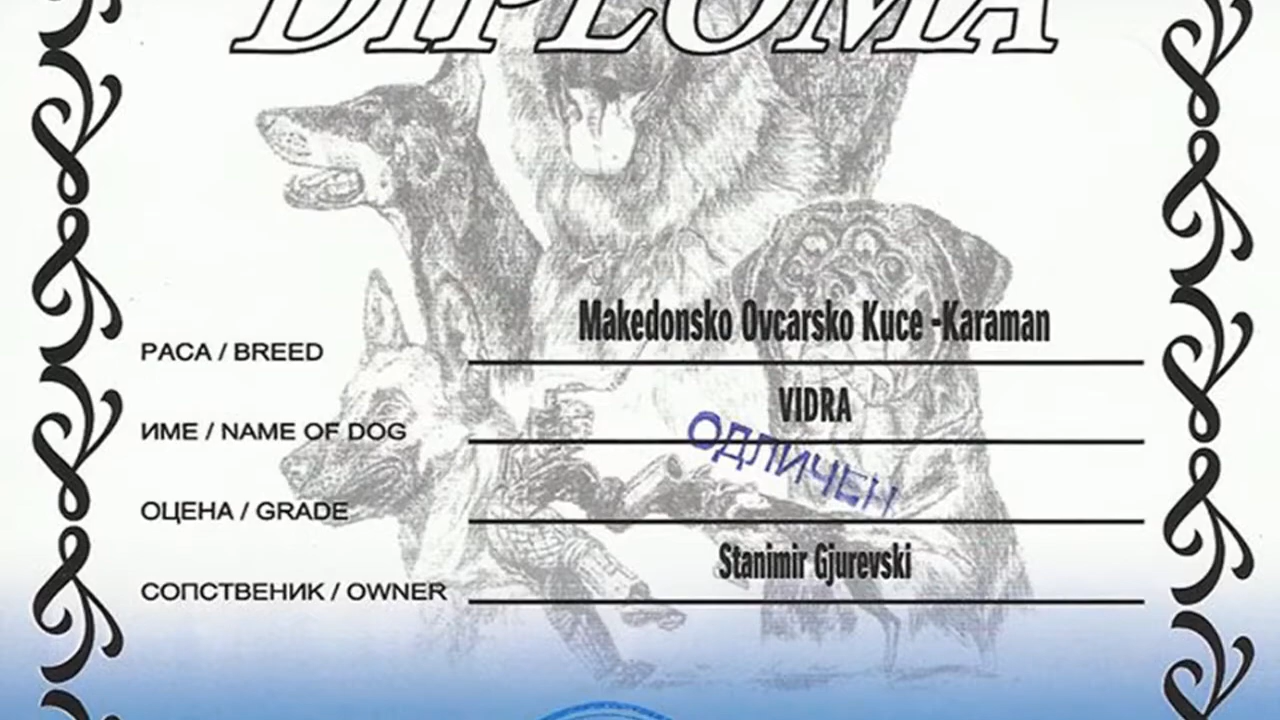 DIPLOMA
Makedonsko Ovcarsko Kuce -Karaman
РАСА / BREED
VIDRA
ИМЕ / NAME OF DOG
ОДЛИЧЕН
ОЦЕНА / GRADE
Stanimir Gjurevski
СОПСТВЕНИК / OWNER